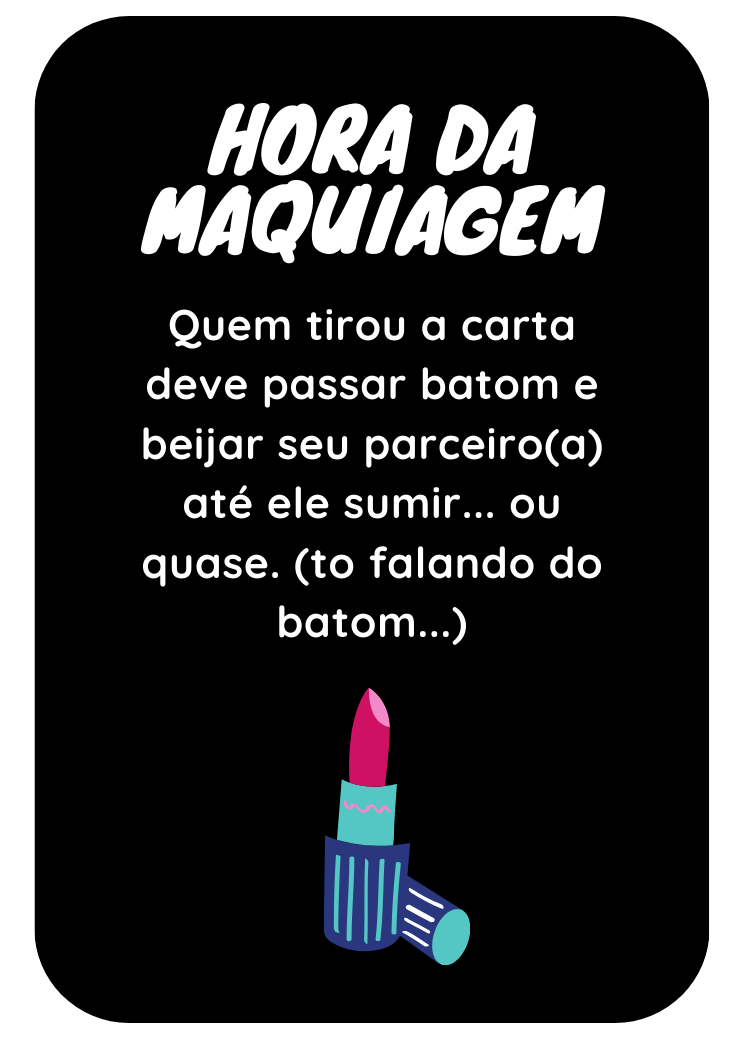 HORA DA
MAQUIAGEM
Quem tirou a carta
deve passar batom e
beijar seu parceiro(a)
até ele sumir... ou
quase. (to falando do
batom...)